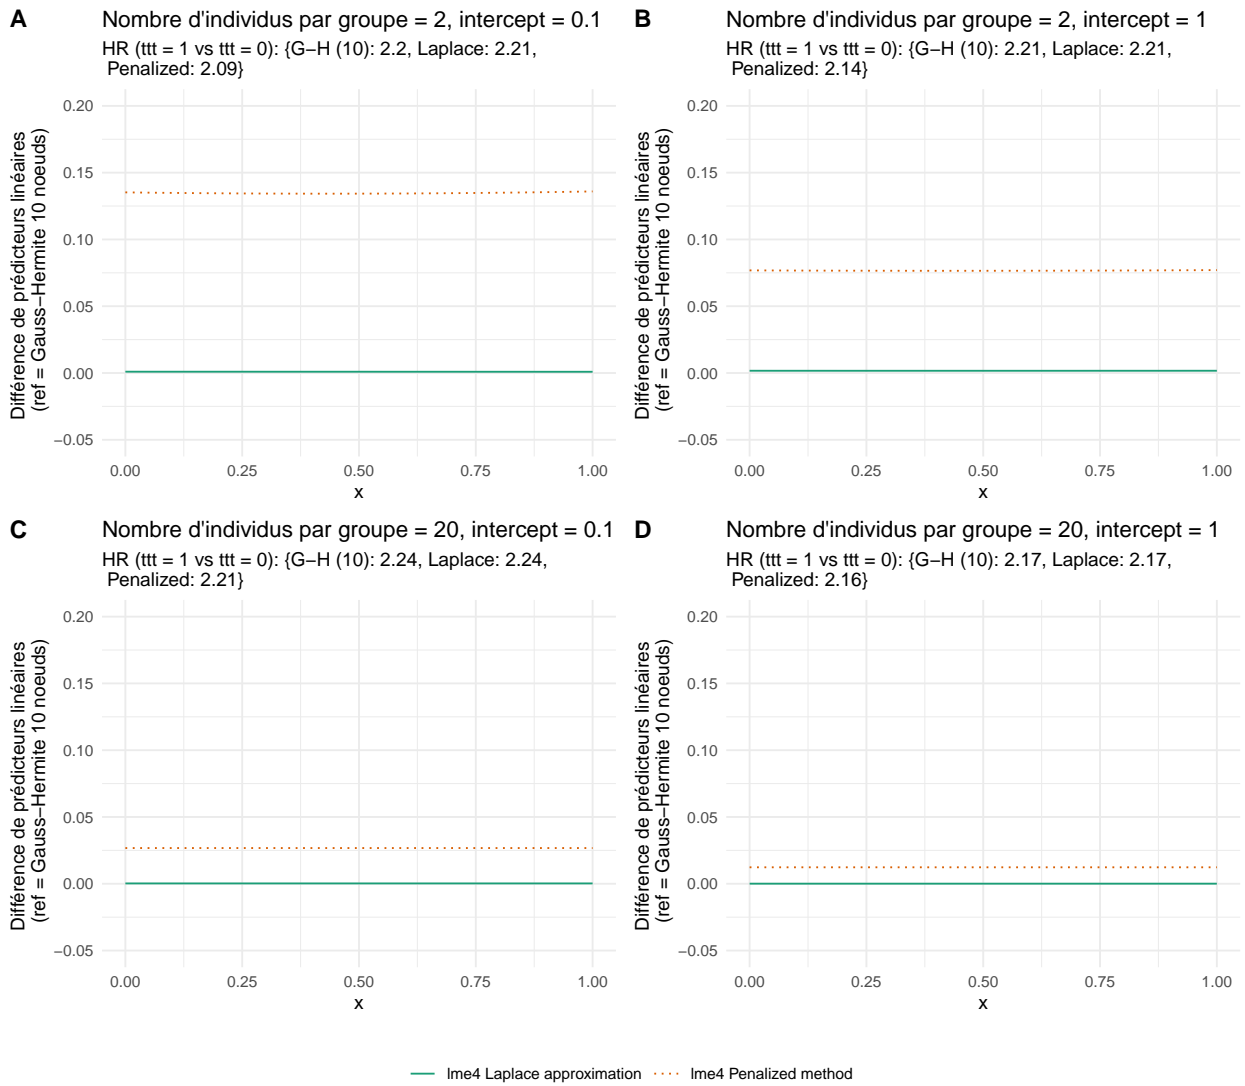 A
Nombre d'individus par groupe = 2, intercept = 0.1
HR (ttt = 1 vs ttt = 0): {G−H (10): 2.2, Laplace: 2.21,
Penalized: 2.09}
Différence de prédicteurs linéaires
(ref = Gauss−Hermite 10 noeuds)
0.20
0.15
0.10
0.05
0.00
−0.05
0.00 0.25 0.50 0.75 1.00
x
B
Nombre d'individus par groupe = 2, intercept = 1
HR (ttt = 1 vs ttt = 0): {G−H (10): 2.21, Laplace: 2.21,
Penalized: 2.14}
Différence de prédicteurs linéaires
(ref = Gauss−Hermite 10 noeuds)
0.20
0.15
0.10
0.05
0.00
−0.05
0.00 0.25 0.50 0.75 1.00
x
C
Nombre d'individus par groupe = 20, intercept = 0.1
HR (ttt = 1 vs ttt = 0): {G−H (10): 2.24, Laplace: 2.24,
Penalized: 2.21}
Différence de prédicteurs linéaires
(ref = Gauss−Hermite 10 noeuds)
0.20
0.15
0.10
0.05
0.00
−0.05
0.00 0.25 0.50 0.75 1.00
x
D
Nombre d'individus par groupe = 20, intercept = 1
HR (ttt = 1 vs ttt = 0): {G−H (10): 2.17, Laplace: 2.17,
Penalized: 2.16}
Différence de prédicteurs linéaires
(ref = Gauss−Hermite 10 noeuds)
0.20
0.15
0.10
0.05
0.00
−0.05
0.00 0.25 0.50 0.75 1.00
x
lme4 Laplace approximation lme4 Penalized method